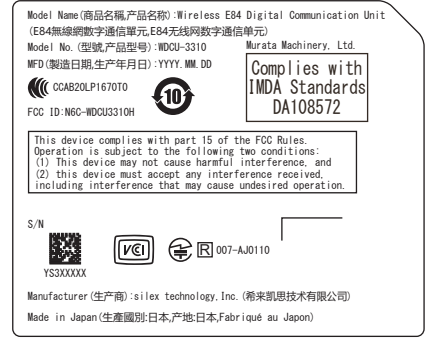 Model Name(商品名稱,产品名称):Wireless E84 Digital Communication Unit
(E84無線網數字通信單元,E84无线网数字通信单元)
Model No.(型號,产品型号):WDCU-3310
Murata Machinery, Ltd.
MFD(製造日期,生产年月日):YYYY.MM.DD
Complies with
IMDA Standards
DA108572
CCAB20LP1670T0
10
FCC ID:N6C-WDCU3310H
This device complies with part 15 of the FCC Rules.
Operation is subject to the following two conditions:
(1) This device may not cause harmful interference, and
(2) this device must accept any interference received,
including interference that may cause undesired operation.
S/N
VCI
R 007-AJ0110
YS3XXXXX
Manufacturer(生产商):silex technology, Inc.(希来凯思技术有限公司)
Made in Japan(生產國別:日本,产地:日本,Fabriqué au Japon)